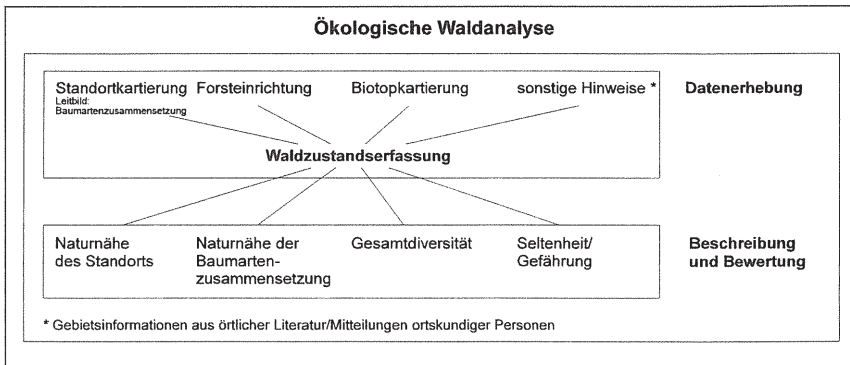 Ökologische Waldanalyse
Standortkartierung Forsteinrichtung Biotopkartierung sonstige Hinweise * Datenerhebung
Leitbild:
Baumartenzusammensetzung
Waldzustandserfassung
Naturnähe Naturnähe der Gesamtdiversität Seltenheit/ Beschreibung
des Standorts Baumarten- Gefährung und Bewertung
zusammensetzung
* Gebietsinformationen aus örtlicher Literatur/Mitteilungen ortskundiger Personen